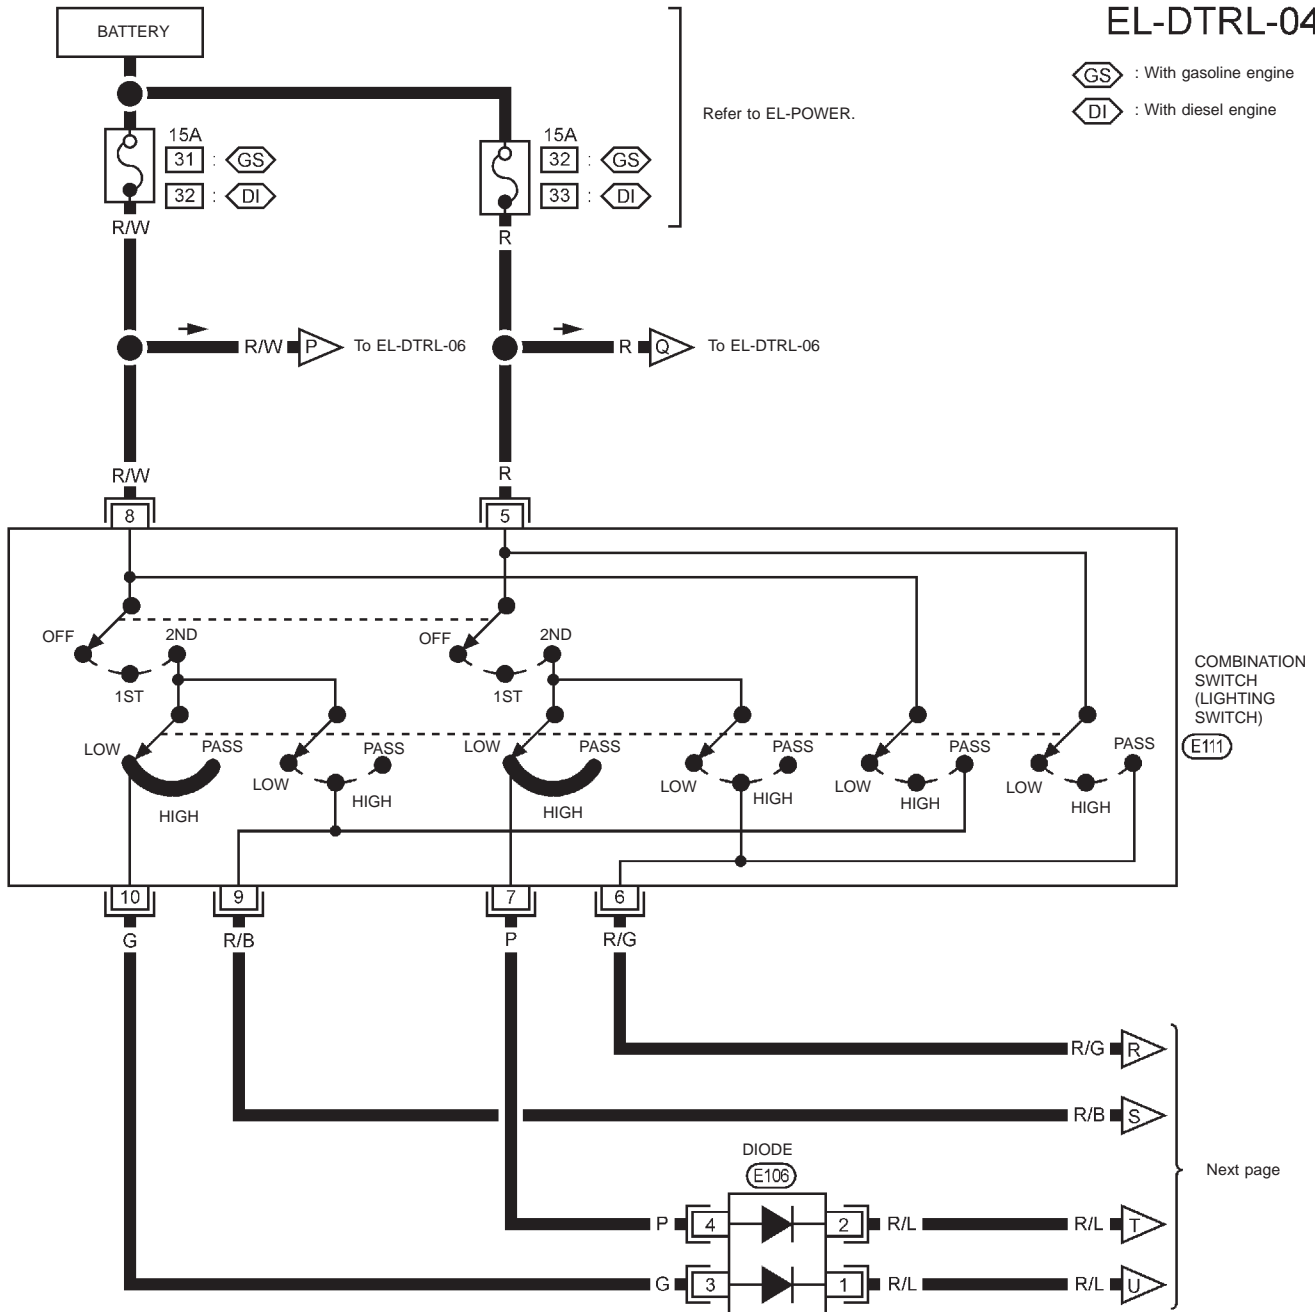 EL-DTRL-04
BATTERY
GS : With gasoline engine
DI : With diesel engine
Refer to EL-POWER.
15A
31 : GS
32 : DI
15A
32 : GS
33 : DI
R/W
R
R/W P To EL-DTRL-06
R Q To EL-DTRL-06
R/W
R
8
5
OFF
2ND
1ST
OFF
2ND
1ST
LOW
PASS
HIGH
LOW
PASS
HIGH
LOW
PASS
HIGH
LOW
PASS
HIGH
LOW
PASS
HIGH
LOW
PASS
HIGH
COMBINATION
SWITCH
(LIGHTING
SWITCH)
E111
10
9
7
6
G
R/B
P
R/G
R/G R
R/B S
Next page
DIODE
E106
P 4 2 R/L R/L T
G 3 1 R/L R/L U